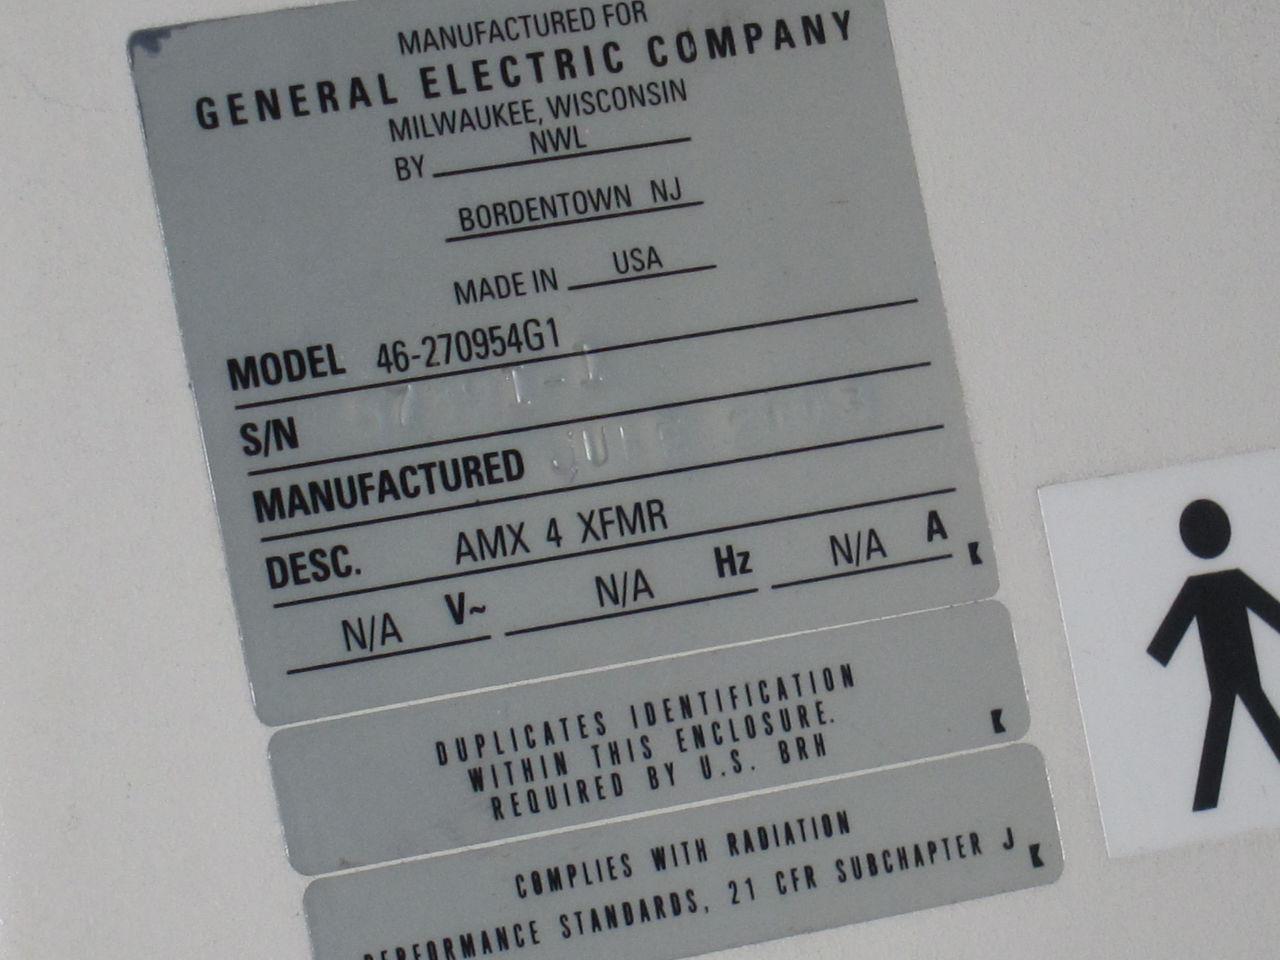 MANUFACTURED FOR
GENERAL ELECTRIC COMPANY
MILWAUKEE, WISCONSIN
BY NWL
BORDENTOWN NJ
MADE IN USA
MODEL 46-270954G1
S/N
MANUFACTURED
DESC. AMX 4 XFMR
N/A V~ N/A Hz N/A A
DUPLICATES IDENTIFICATION
WITHIN THIS ENCLOSURE.
REQUIRED BY U.S. BRH
COMPLIES WITH RADIATION
PERFORMANCE STANDARDS, 21 CFR SUBCHAPTER J